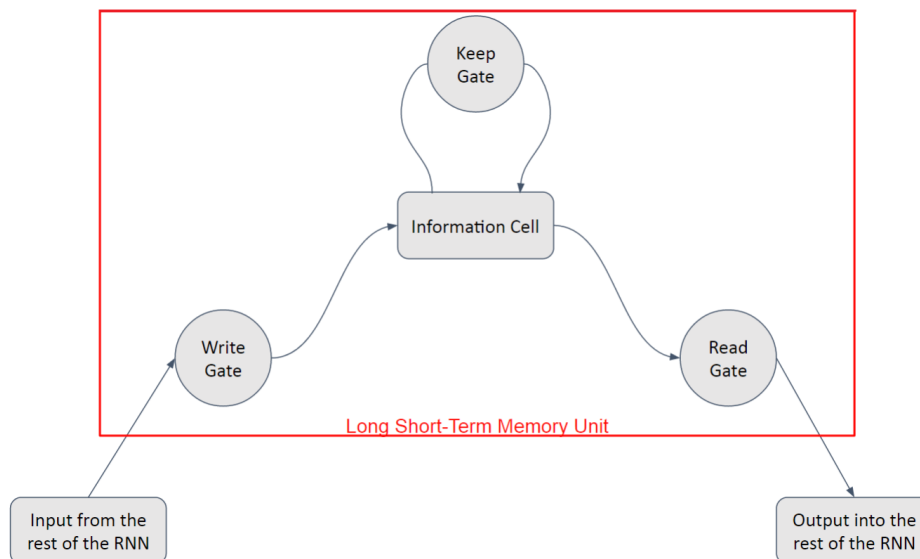 Keep
Gate
Information Cell
Write
Gate
Read
Gate
Long Short-Term Memory Unit
Input from the
rest of the RNN
Output into the
rest of the RNN